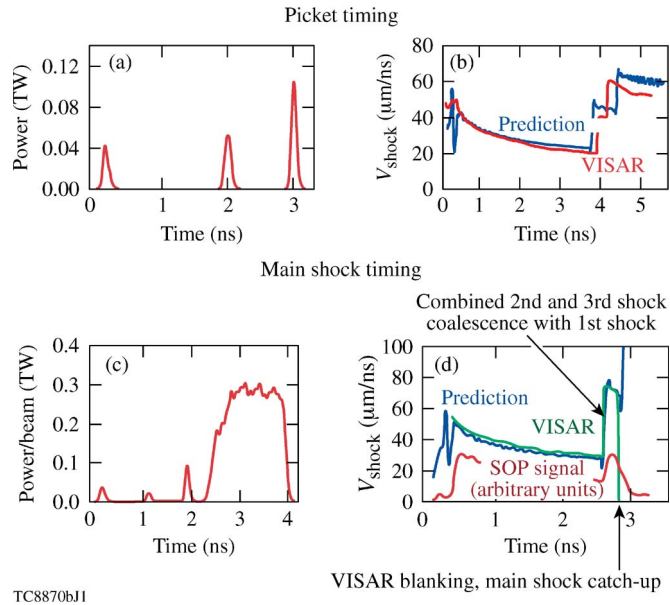 Picket timing
(a)
Power (TW)
0.12
0.08
0.04
0.00
0 1 2 3
Time (ns)
(b)
Vshock (μm/ns)
80
60
40
20
0
Prediction
VISAR
0 1 2 3 4 5
Time (ns)
Main shock timing
Combined 2nd and 3rd shock
coalescence with 1st shock
(c)
Power/beam (TW)
0.4
0.3
0.2
0.1
0.0
0 1 2 3 4
Time (ns)
(d)
Vshock (μm/ns)
100
80
60
40
20
0
Prediction
VISAR
SOP signal
(arbitrary units)
0 1 2 3
Time (ns)
VISAR blanking, main shock catch-up
TC8870bJ1